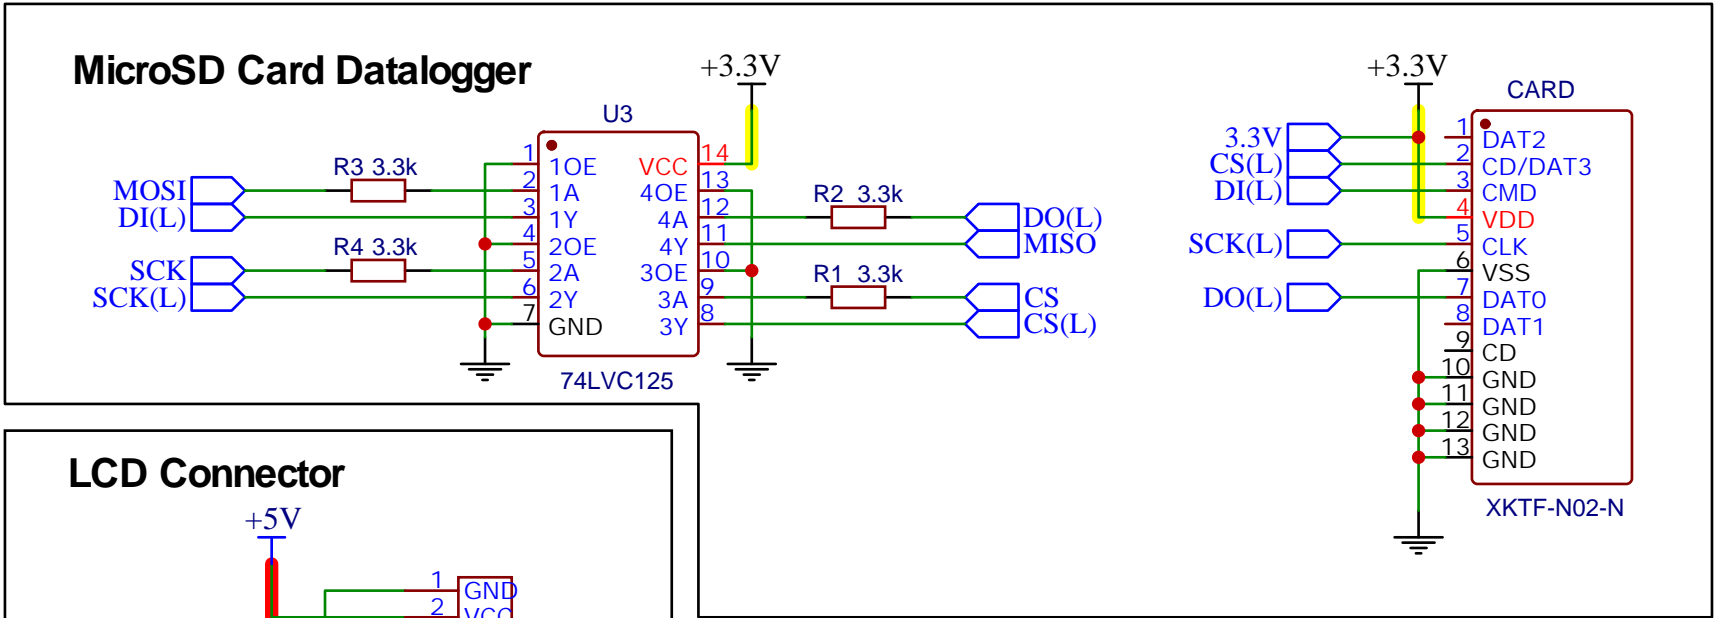 MicroSD Card Datalogger
+3.3V
+3.3V
U3
CARD
1 1OE VCC 14
2 1A 4OE 13
3 1Y 4A 12
4 2OE 4Y 11
5 2A 3OE 10
6 2Y 3A 9
7 GND 3Y 8
74LVC125
MOSI R3 3.3k
DI(L)
SCK R4 3.3k
SCK(L)
R2 3.3k DO(L)
MISO
R1 3.3k CS
CS(L)
3.3V
CS(L)
DI(L)
SCK(L)
DO(L)
1 DAT2
2 CD/DAT3
3 CMD
4 VDD
5 CLK
6 VSS
7 DAT0
8 DAT1
9 CD
10 GND
11 GND
12 GND
13 GND
XKTF-N02-N
LCD Connector
+5V
1 GND
2 VCC